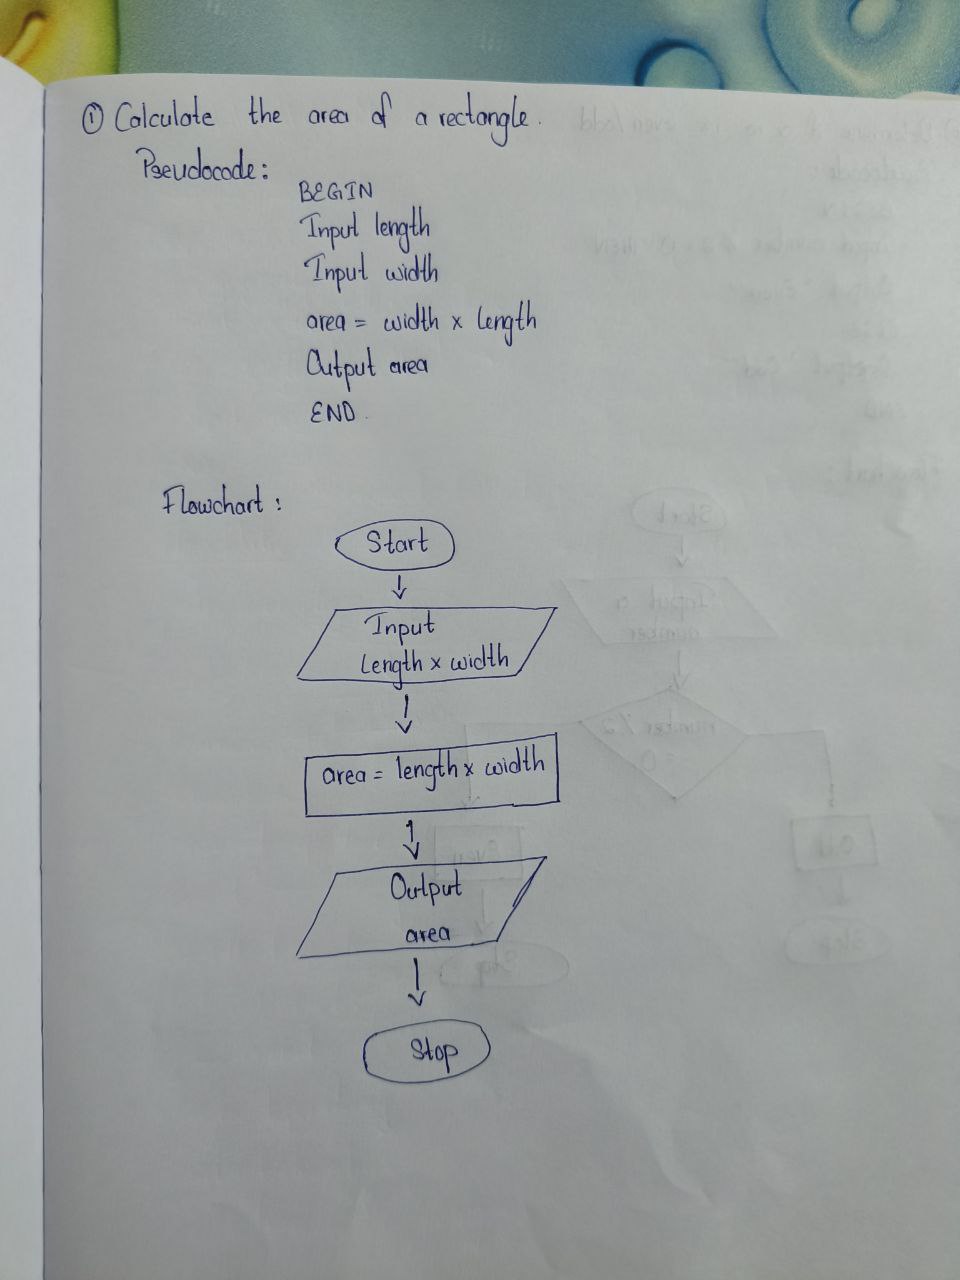 ① Calculate the area of a rectangle.
Pseudocode:
BEGIN
Input length
Input width
area = width x length
Output area
END.
Flowchart:
Start
Input
Length x width
area = length x width
Output
area
Stop